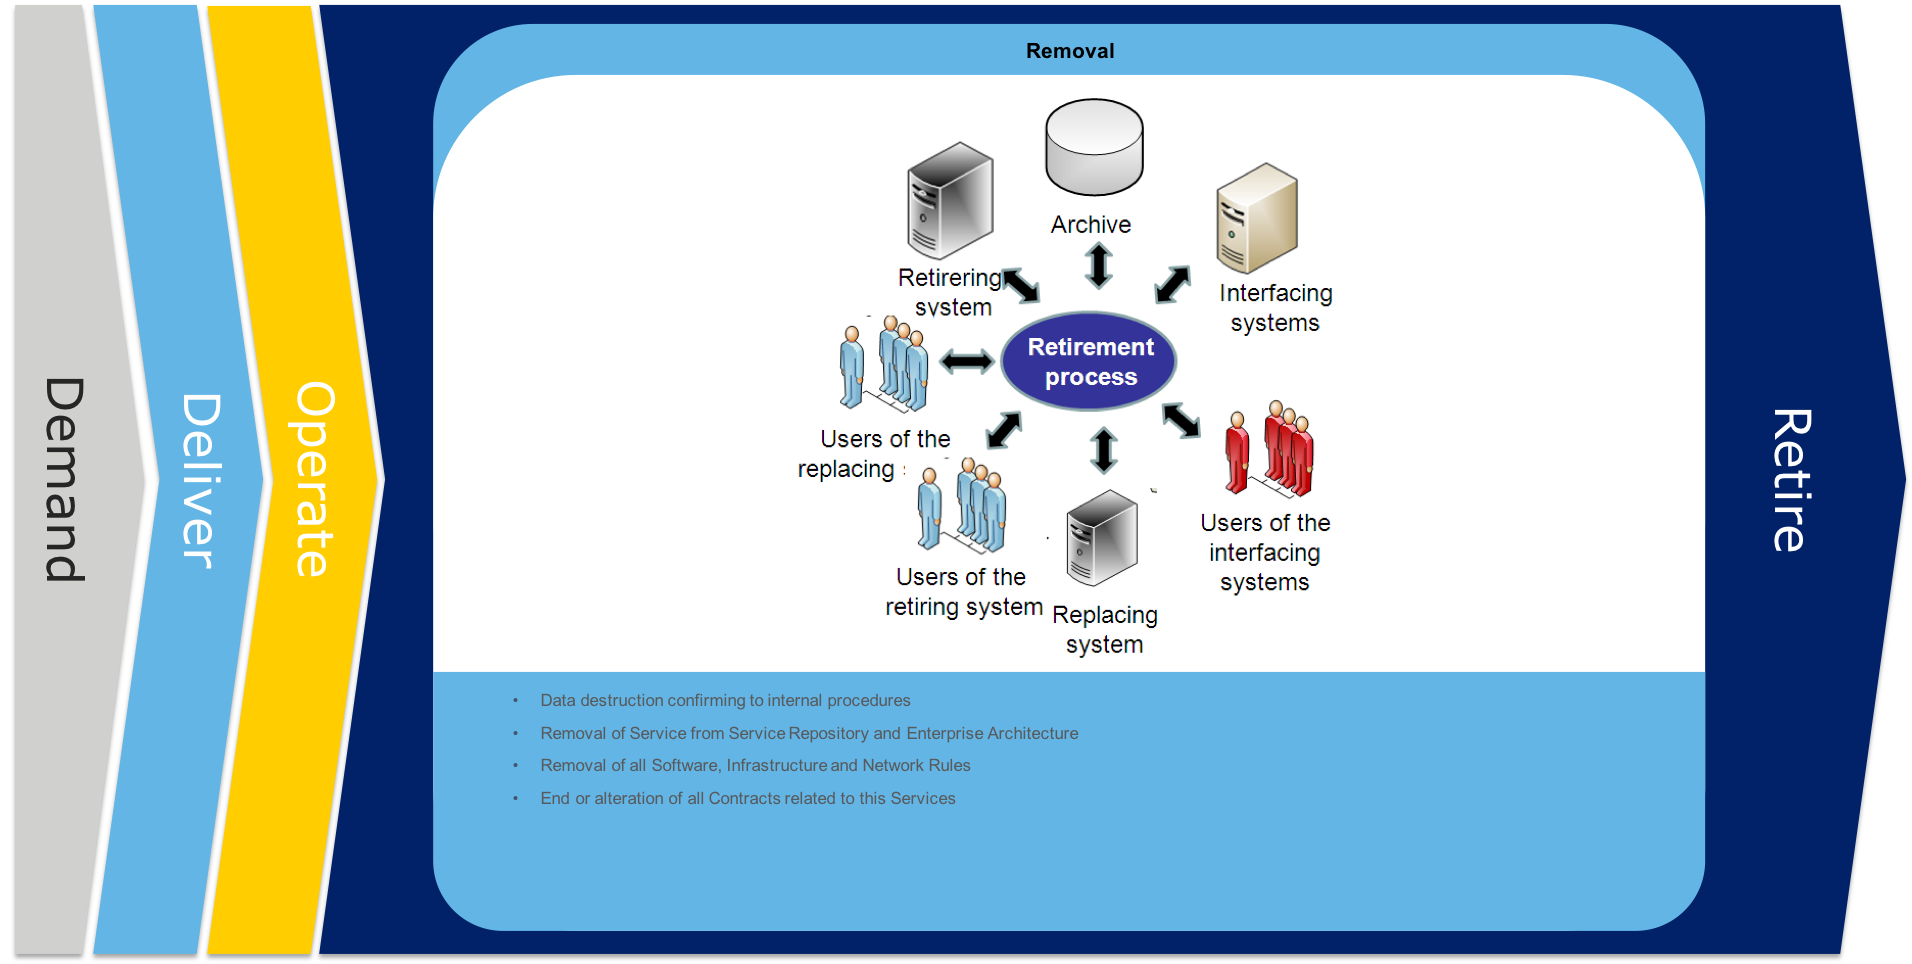 Demand
Deliver
Operate
Retire
Removal
Archive
Retirering
system
Interfacing
systems
Retirement
process
Users of the
replacing
Users of the
retiring system
Replacing
system
Users of the
interfacing
systems
• Data destruction confirming to internal procedures
• Removal of Service from Service Repository and Enterprise Architecture
• Removal of all Software, Infrastructure and Network Rules
• End or alteration of all Contracts related to this Services